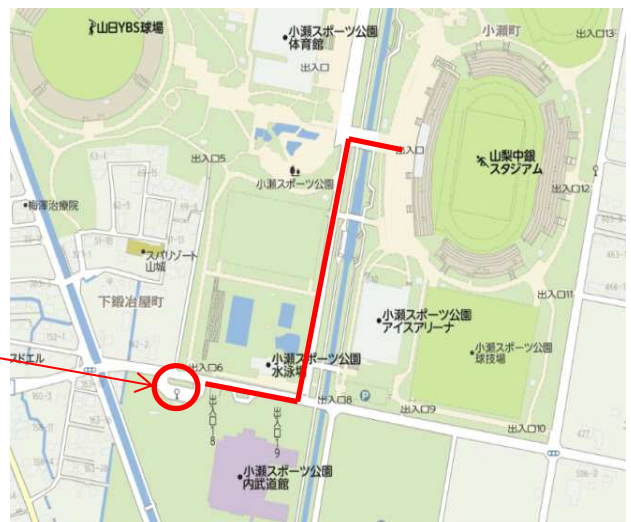 山日YBS球場
小瀬スポーツ公園
体育館
出入口
小瀬町
出入口13
出入口
山梨中銀
スタジアム
出入口5
小瀬スポーツ公園
出入口12
梅澤治療院
スパリゾート
山城
下鍛冶屋町
小瀬スポーツ公園
アイスアリーナ
出入口11
小瀬スポーツ公園
球技場
スドエル
出入口6
小瀬スポーツ公園
水泳場
P
出入口8
出入口9
出入口10
出入口18
出入口19
小瀬スポーツ公園
内武道館